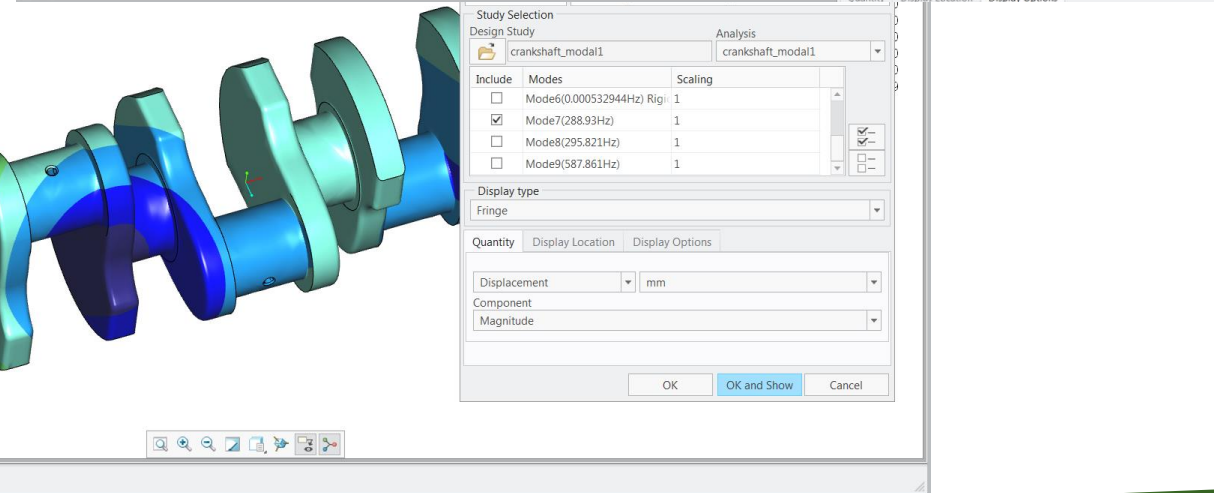 Study Selection
Design Study
Analysis
crankshaft_modal1
crankshaft_modal1
Include Modes Scaling
Mode6(0.000532944Hz) Rigi 1
Mode7(288.93Hz) 1
Mode8(295.821Hz) 1
Mode9(587.861Hz) 1
Display type
Fringe
Quantity Display Location Display Options
Displacement mm
Component
Magnitude
OK OK and Show Cancel